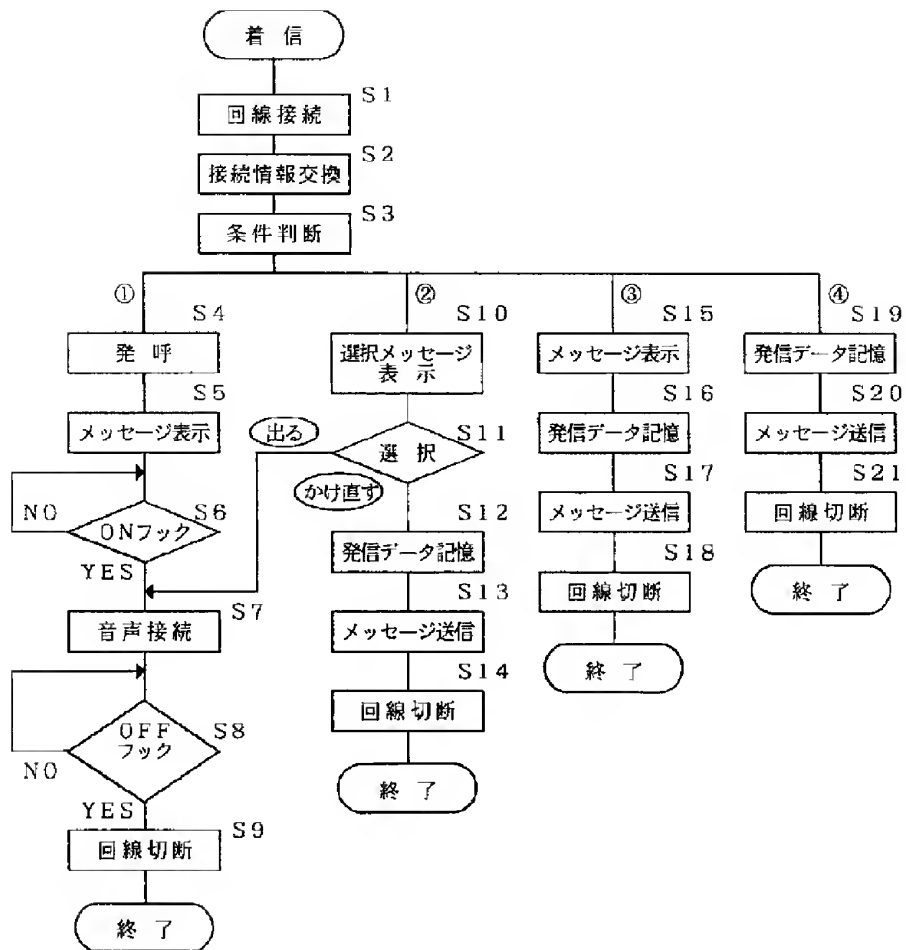 着信
S1
回線接続
S2
接続情報交換
S3
条件判断
①
S4
発呼
S5
メッセージ表示
NO
S6
ONフック
YES
S7
音声接続
S8
OFF
フック
NO
YES
S9
回線切断
終了
②
S10
選択メッセージ
表示
出る
S11
選択
かけ直す
S12
発信データ記憶
S13
メッセージ送信
S14
回線切断
終了
③
S15
メッセージ表示
S16
発信データ記憶
S17
メッセージ送信
S18
回線切断
終了
④
S19
発信データ記憶
S20
メッセージ送信
S21
回線切断
終了